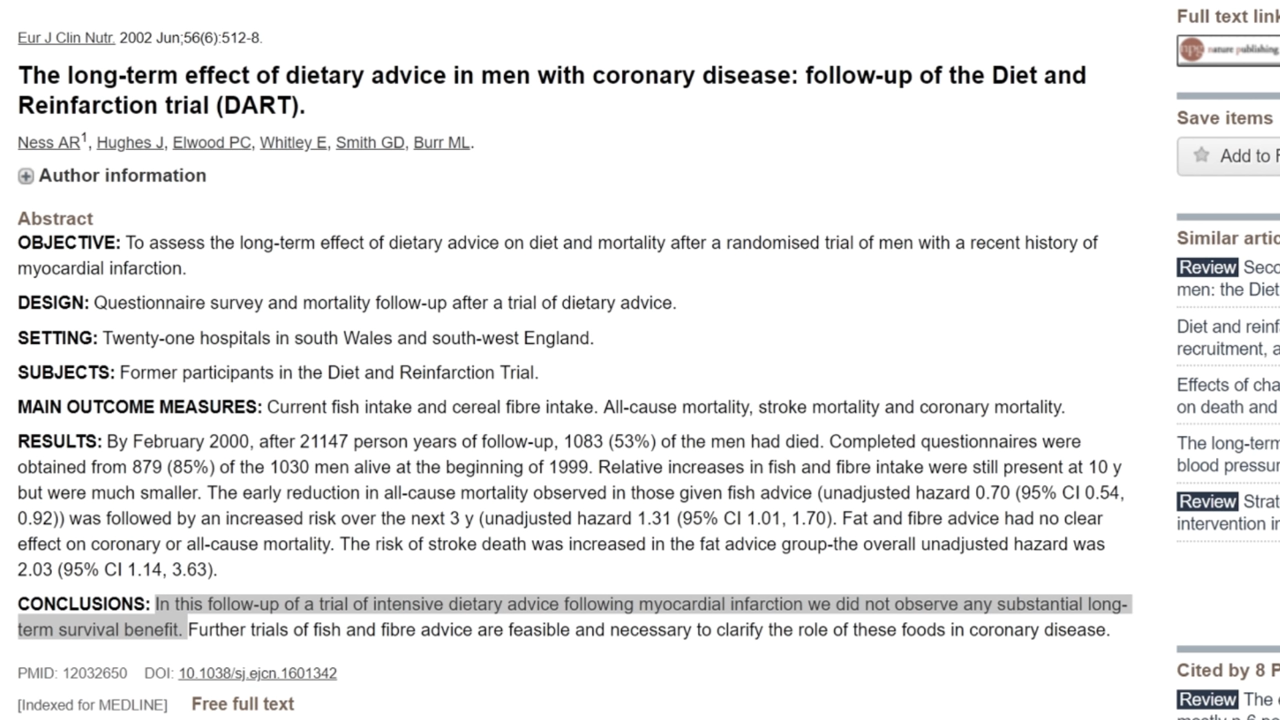 Eur J Clin Nutr. 2002 Jun;56(6):512-8.
The long-term effect of dietary advice in men with coronary disease: follow-up of the Diet and
Reinfarction trial (DART).
Ness AR1, Hughes J, Elwood PC, Whitley E, Smith GD, Burr ML.
Author information
Abstract
OBJECTIVE: To assess the long-term effect of dietary advice on diet and mortality after a randomised trial of men with a recent history of
myocardial infarction.
DESIGN: Questionnaire survey and mortality follow-up after a trial of dietary advice.
SETTING: Twenty-one hospitals in south Wales and south-west England.
SUBJECTS: Former participants in the Diet and Reinfarction Trial.
MAIN OUTCOME MEASURES: Current fish intake and cereal fibre intake. All-cause mortality, stroke mortality and coronary mortality.
RESULTS: By February 2000, after 21147 person years of follow-up, 1083 (53%) of the men had died. Completed questionnaires were
obtained from 879 (85%) of the 1030 men alive at the beginning of 1999. Relative increases in fish and fibre intake were still present at 10 y
but were much smaller. The early reduction in all-cause mortality observed in those given fish advice (unadjusted hazard 0.70 (95% CI 0.54,
0.92)) was followed by an increased risk over the next 3 y (unadjusted hazard 1.31 (95% CI 1.01, 1.70). Fat and fibre advice had no clear
effect on coronary or all-cause mortality. The risk of stroke death was increased in the fat advice group-the overall unadjusted hazard was
2.03 (95% CI 1.14, 3.63).
CONCLUSIONS: In this follow-up of a trial of intensive dietary advice following myocardial infarction we did not observe any substantial long-
term survival benefit. Further trials of fish and fibre advice are feasible and necessary to clarify the role of these foods in coronary disease.
PMID: 12032650 DOI: 10.1038/sj.ejcn.1601342
[Indexed for MEDLINE] Free full text
Full text link
npg nature publishing
Save items
Add to F
Similar artic
Review Seco
men: the Diet
Diet and reinf
recruitment, a
Effects of cha
on death and
The long-term
blood pressur
Review Strat
intervention in
Cited by 8 P
Review The e